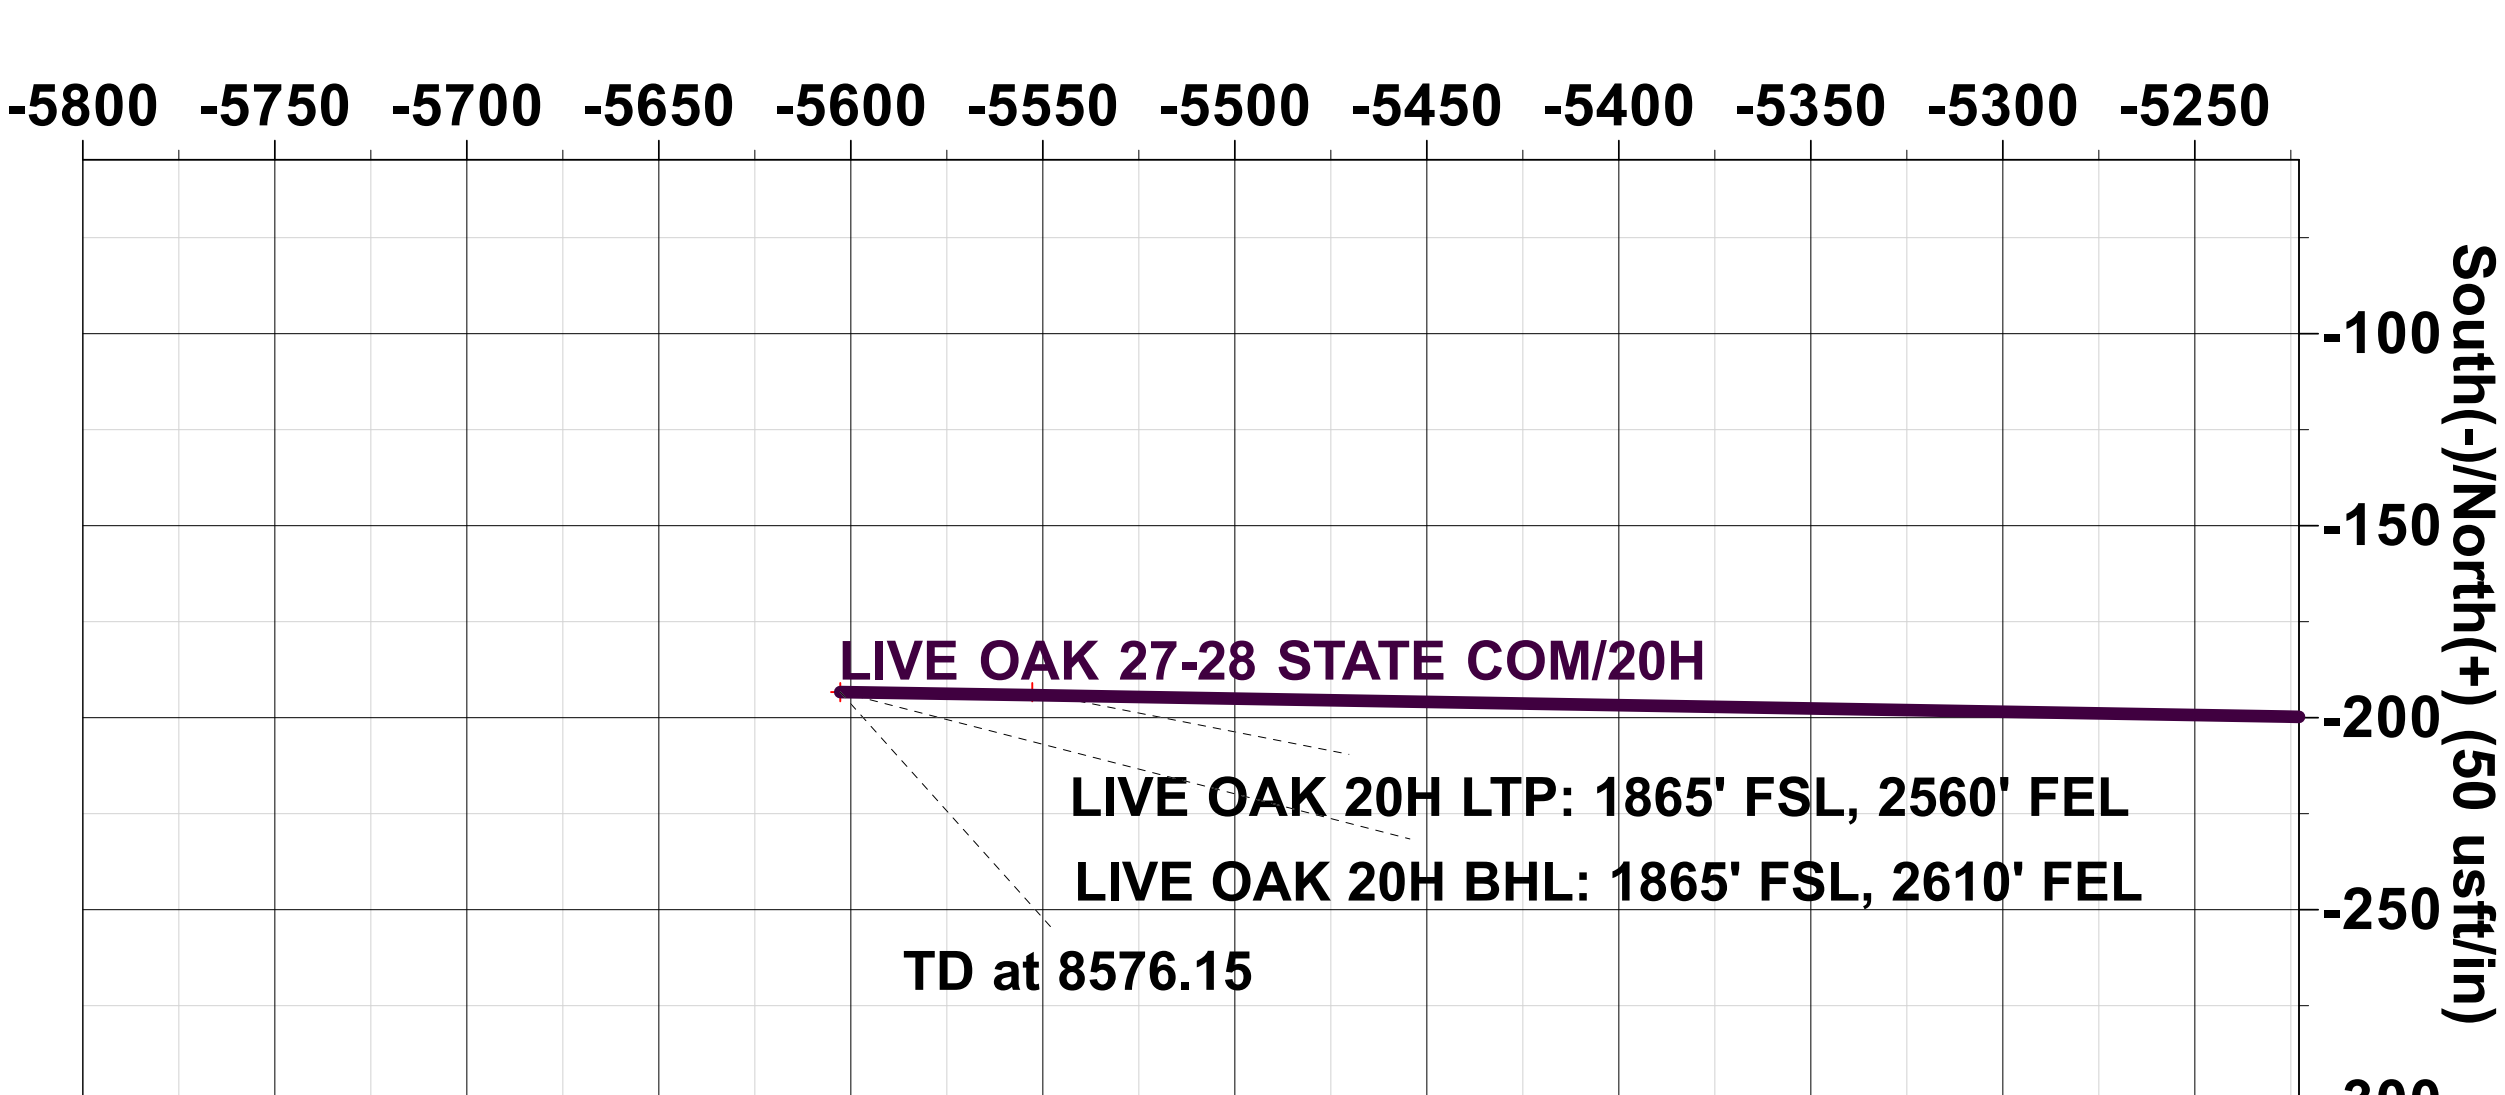 -5800 -5750 -5700 -5650 -5600 -5550 -5500 -5450 -5400 -5350 -5300 -5250
-100
-150
-200
-250
South(-)/North(+) (50 usft/in)
LIVE OAK 27-28 STATE COM/20H
LIVE OAK 20H LTP: 1865' FSL, 2560' FEL
LIVE OAK 20H BHL: 1865' FSL, 2610' FEL
TD at 8576.15